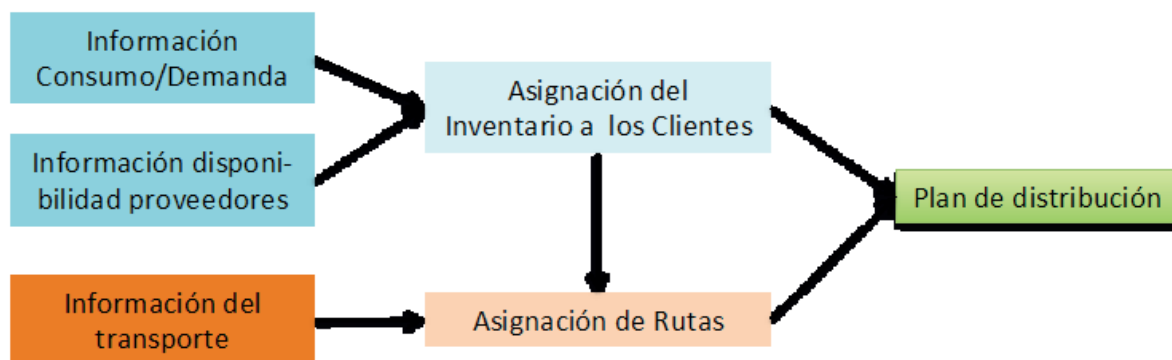 Información
Consumo/Demanda
Información disponi-
bilidad proveedores
Información del
transporte
Asignación del
Inventario a los Clientes
Asignación de Rutas
Plan de distribución